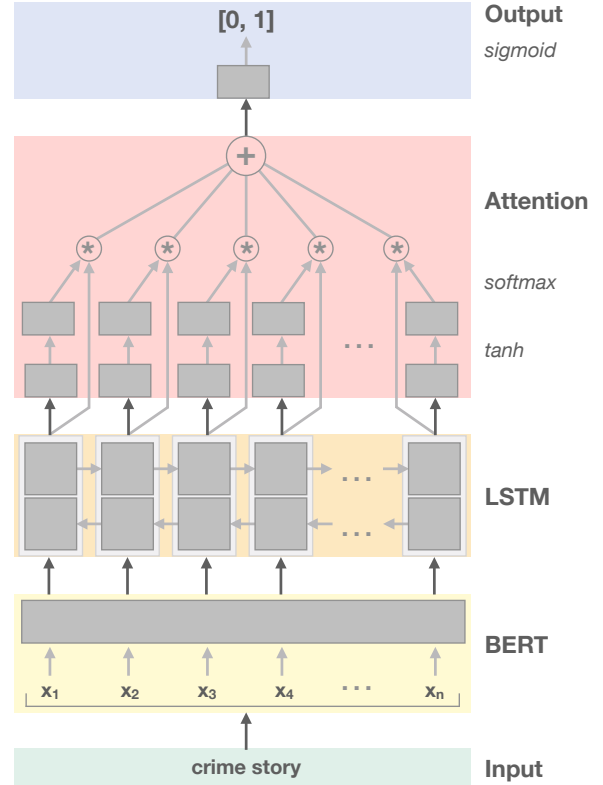 [0, 1]
Output
sigmoid
+
Attention
* * * * *
softmax
...
tanh
...
LSTM
...
BERT
x1 x2 x3 x4 ... xn
crime story
Input